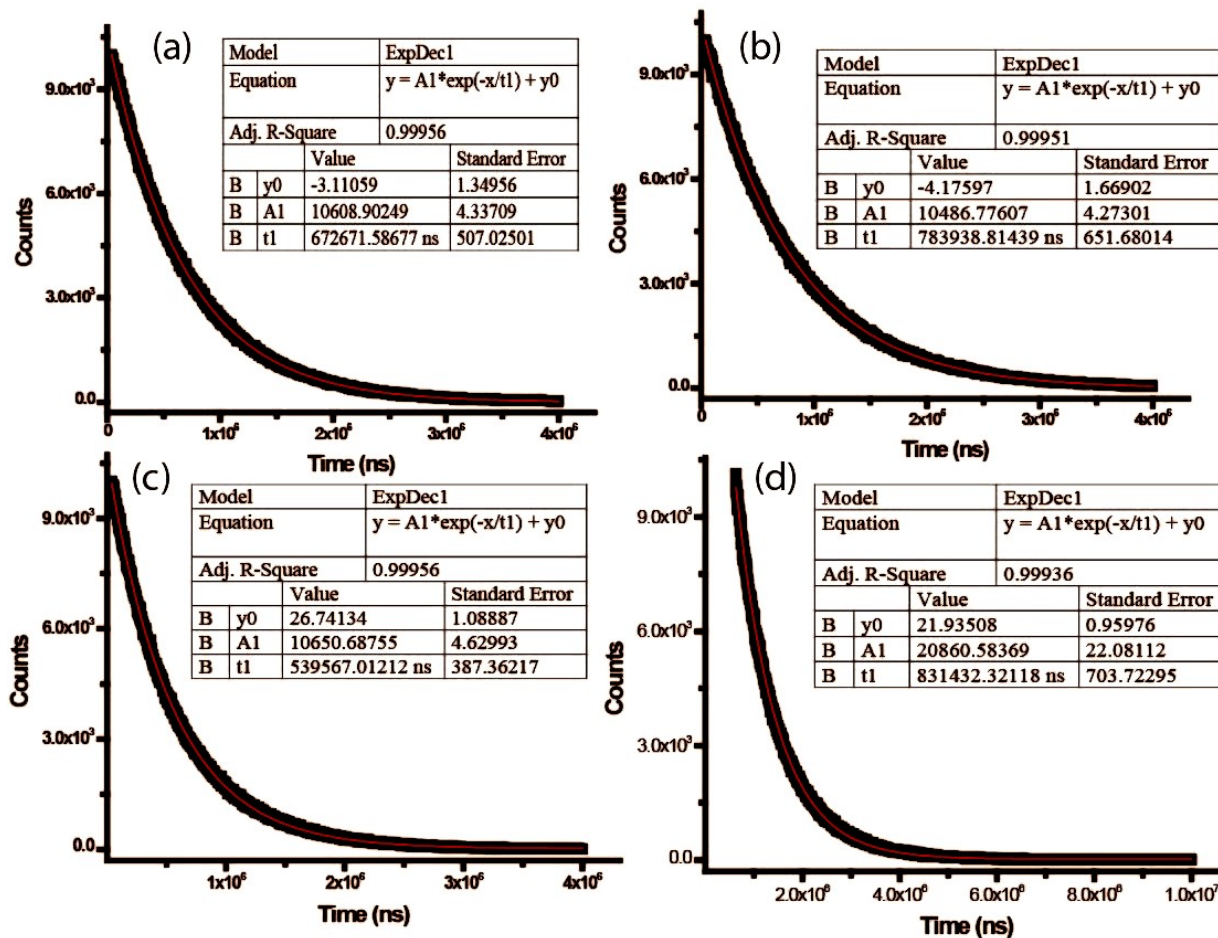 (a)
Model ExpDec1
Equation y = A1*exp(-x/t1) + y0
Adj. R-Square 0.99956
Value Standard Error
B y0 -3.11059 1.34956
B A1 10608.90249 4.33709
B t1 672671.58677 ns 507.02501
9.0x10³
6.0x10³
3.0x10³
0.0
Counts
0 1x10⁶ 2x10⁶ 3x10⁶ 4x10⁶
Time (ns)
(b)
Model ExpDec1
Equation y = A1*exp(-x/t1) + y0
Adj. R-Square 0.99951
Value Standard Error
B y0 -4.17597 1.66902
B A1 10486.77607 4.27301
B t1 783938.81439 ns 651.68014
9.0x10³
6.0x10³
3.0x10³
0.0
Counts
0 1x10⁶ 2x10⁶ 3x10⁶ 4x10⁶
Time (ns)
(c)
Model ExpDec1
Equation y = A1*exp(-x/t1) + y0
Adj. R-Square 0.99956
Value Standard Error
B y0 26.74134 1.08887
B A1 10650.68755 4.62993
B t1 539567.01212 ns 387.36217
9.0x10³
6.0x10³
3.0x10³
0.0
Counts
1x10⁶ 2x10⁶ 3x10⁶ 4x10⁶
Time (ns)
(d)
Model ExpDec1
Equation y = A1*exp(-x/t1) + y0
Adj. R-Square 0.99936
Value Standard Error
B y0 21.93508 0.95976
B A1 20860.58369 22.08112
B t1 831432.32118 ns 703.72295
9.0x10³
6.0x10³
3.0x10³
0.0
Counts
2.0x10⁶ 4.0x10⁶ 6.0x10⁶ 8.0x10⁶ 1.0x10⁷
Time (ns)